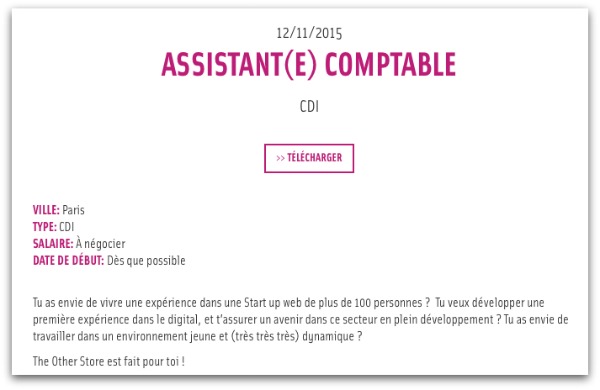 12/11/2015
ASSISTANT(E) COMPTABLE
CDI
>> TÉLÉCHARGER
VILLE: Paris
TYPE: CDI
SALAIRE: À négocier
DATE DE DÉBUT: Dès que possible
Tu as envie de vivre une expérience dans une Start up web de plus de 100 personnes ? Tu veux développer une
première expérience dans le digital, et t'assurer un avenir dans ce secteur en plein développement ? Tu as envie de
travailler dans un environnement jeune et (très très très) dynamique ?
The Other Store est fait pour toi !